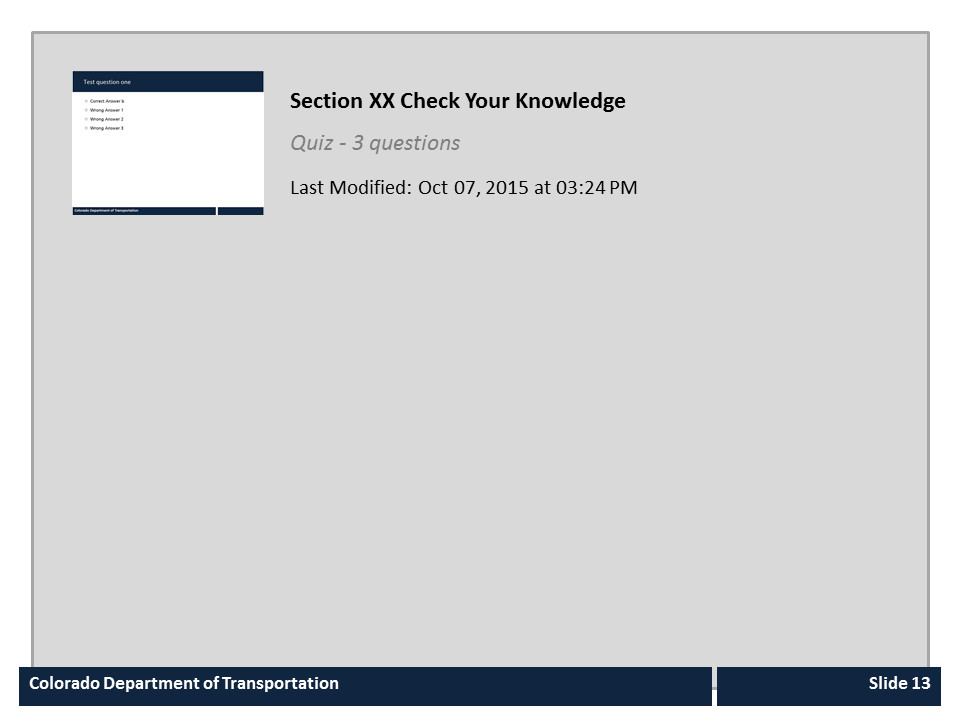 Test question one
Correct Answer b
Wrong Answer 1
Wrong Answer 2
Wrong Answer 3
Colorado Department of Transportation
Section XX Check Your Knowledge
Quiz - 3 questions
Last Modified: Oct 07, 2015 at 03:24 PM
Colorado Department of Transportation
Slide 13